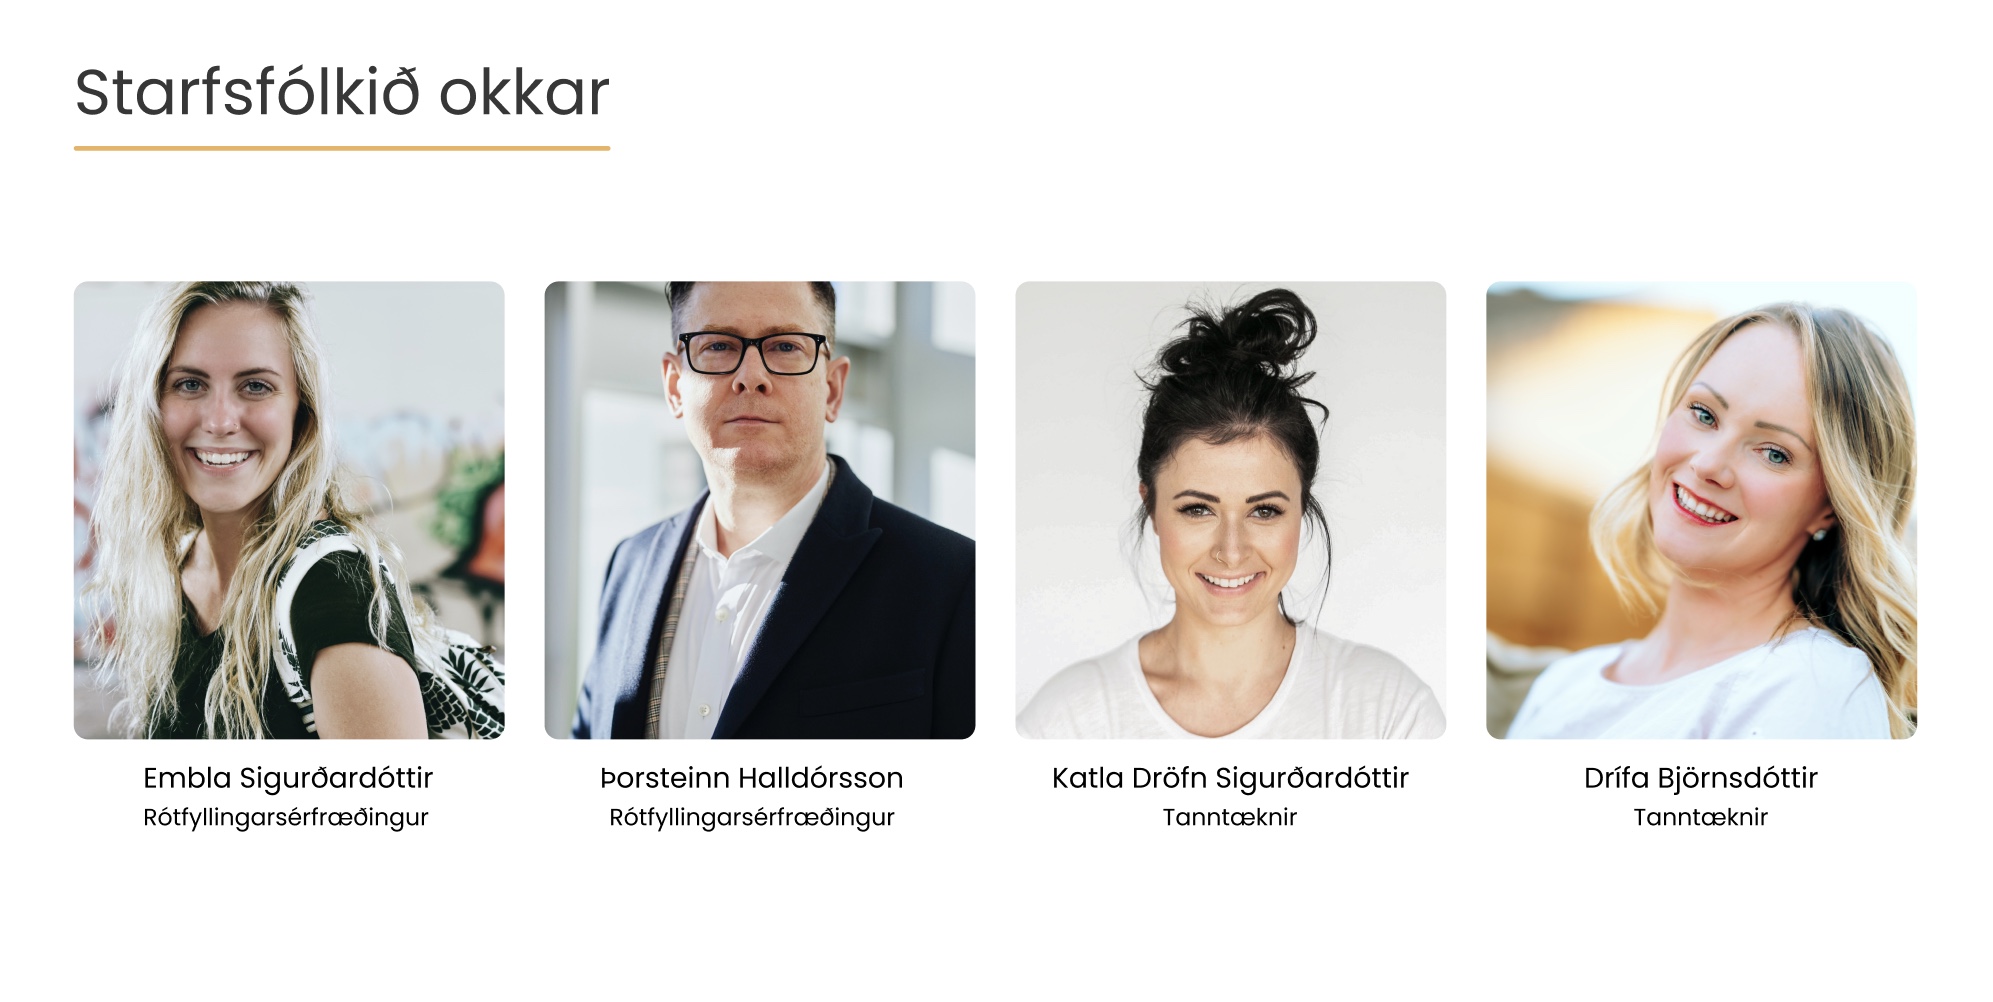 Starfsfólkið okkar
Embla Sigurðardóttir
Rótfyllingarsérfræðingur
Þorsteinn Halldórsson
Rótfyllingarsérfræðingur
Katla Dröfn Sigurðardóttir
Tanntæknir
Drífa Björnsdóttir
Tanntæknir